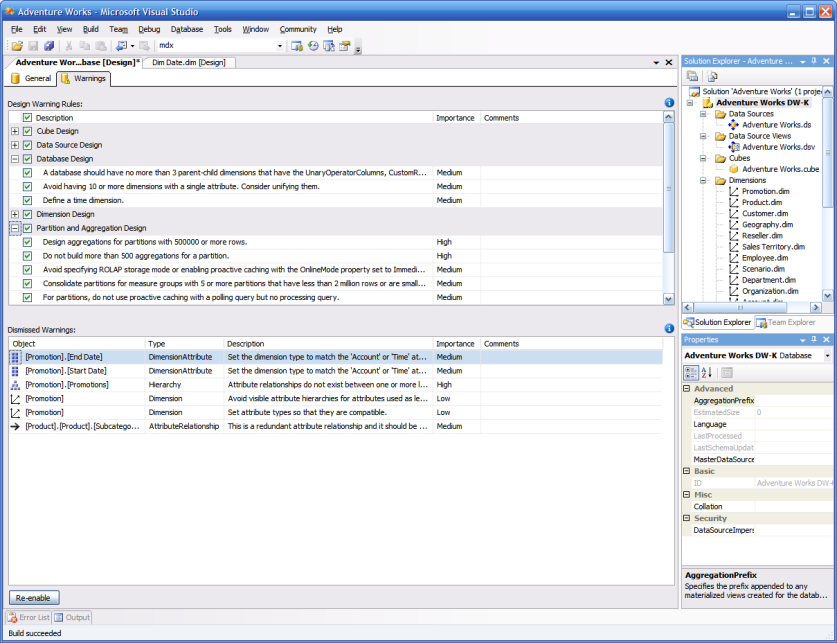 Adventure Works - Microsoft Visual Studio
File Edit View Build Team Debug Database Tools Window Community Help
mdx
Adventure Wor...base [Design]* Dim Date.dim [Design]
General Warnings
Design Warning Rules:
Description Importance Comments
Cube Design
Data Source Design
Database Design
A database should have no more than 3 parent-child dimensions that have the UnaryOperatorColumns, CustomR... Medium
Avoid having 10 or more dimensions with a single attribute. Consider unifying them. Medium
Define a time dimension. Medium
Dimension Design
Partition and Aggregation Design
Design aggregations for partitions with 500000 or more rows. High
Do not build more than 500 aggregations for a partition. High
Avoid specifying ROLAP storage mode or enabling proactive caching with the OnlineMode property set to Immedi... Medium
Consolidate partitions for measure groups with 5 or more partitions that have less than 2 million rows or are small... Medium
For partitions, do not use proactive caching with a polling query but no processing query. Medium
Dismissed Warnings:
Object Type Description Importance Comments
[Promotion].[End Date] DimensionAttribute Set the dimension type to match the 'Account' or 'Time' at... Medium
[Promotion].[Start Date] DimensionAttribute Set the dimension type to match the 'Account' or 'Time' at... Medium
[Promotion].[Promotions] Hierarchy Attribute relationships do not exist between one or more l... High
[Promotion] Dimension Avoid visible attribute hierarchies for attributes used as le... Low
[Promotion] Dimension Set attribute types so that they are compatible. Low
[Product].[Product].[Subcatego... AttributeRelationship This is a redundant attribute relationship and it should be ... Medium
Re-enable
Error List Output
Build succeeded
Solution Explorer - Adventure ...
Solution 'Adventure Works' (1 projec
Adventure Works DW-K
Data Sources
Adventure Works.ds
Data Source Views
Adventure Works.dsv
Cubes
Adventure Works.cube
Dimensions
Promotion.dim
Product.dim
Customer.dim
Geography.dim
Reseller.dim
Sales Territory.dim
Employee.dim
Scenario.dim
Department.dim
Organization.dim
Account.dim
Solution Explorer Team Explorer
Properties
Adventure Works DW-K Database
Advanced
AggregationPrefix
EstimatedSize 0
Language
LastProcessed
LastSchemaUpdat
MasterDataSource
Basic
ID Adventure Works DW-K
Misc
Collation
Security
DataSourceImpers
AggregationPrefix
Specifies the prefix appended to any
materialized views created for the datab...